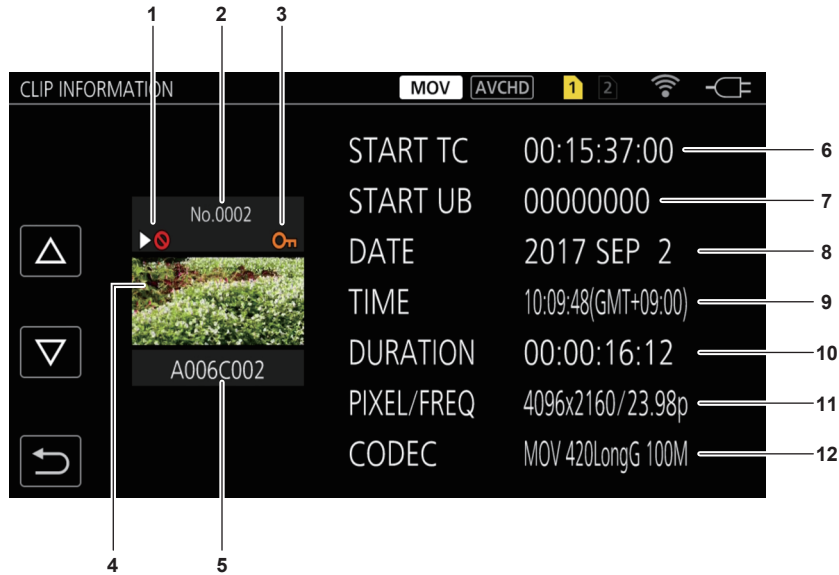 1 2 3
CLIP INFORMATION MOV AVCHD 1 2
No.0002
A006C002
START TC 00:15:37:00 6
START UB 00000000 7
DATE 2017 SEP 2 8
TIME 10:09:48(GMT+09:00) 9
DURATION 00:00:16:12 10
PIXEL/FREQ 4096x2160/23.98p 11
CODEC MOV 420LongG 100M 12
4 5